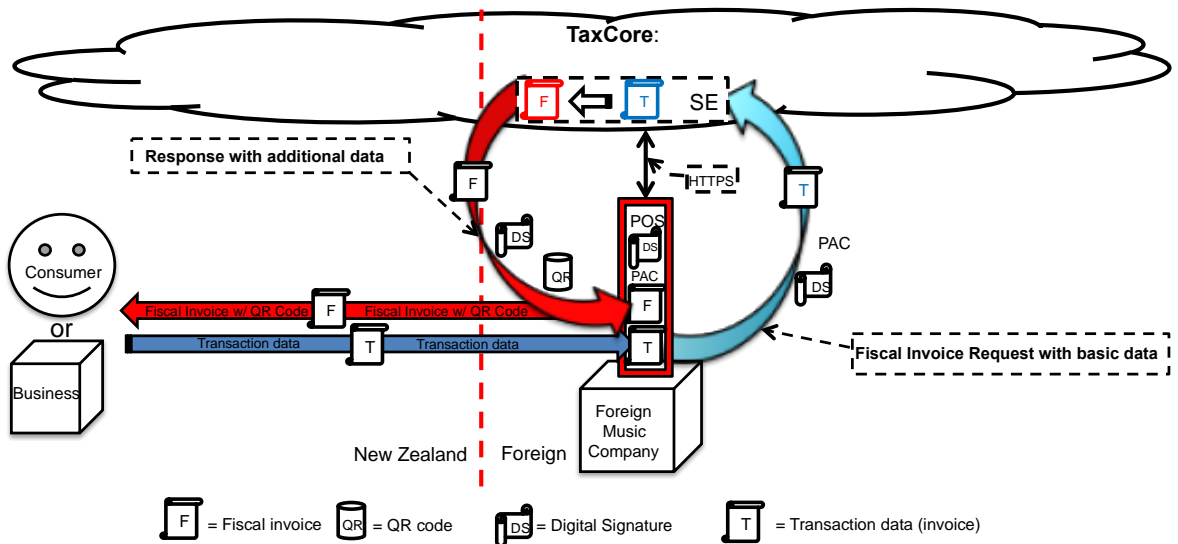 TaxCore:
F
T
SE
Response with additional data
HTTPS
F
T
POS
DS
DS
PAC
QR
PAC
DS
Consumer
F
Fiscal Invoice w/ QR Code
F
Fiscal Invoice w/ QR Code
or
Transaction data
T
Transaction data
T
Fiscal Invoice Request with basic data
Business
Foreign
Music
Company
New Zealand
Foreign
F
= Fiscal invoice
QR
= QR code
DS
= Digital Signature
T
= Transaction data (invoice)